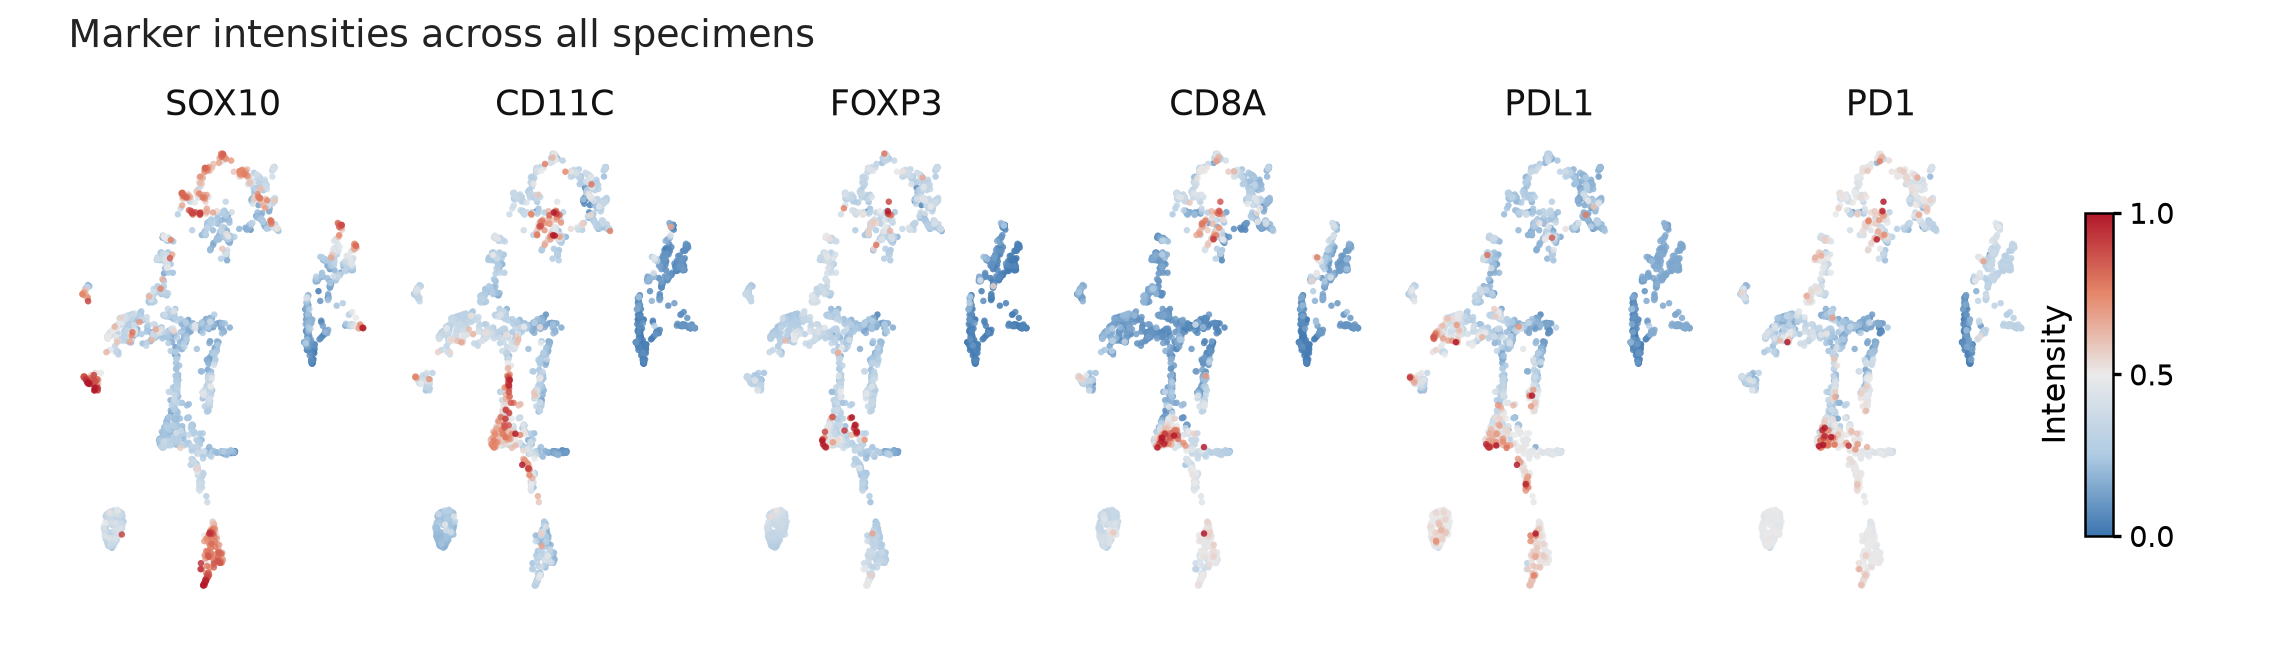 Marker intensities across all specimens
SOX10 CD11C FOXP3 CD8A PDL1 PD1
1.0
0.5
0.0
Intensity